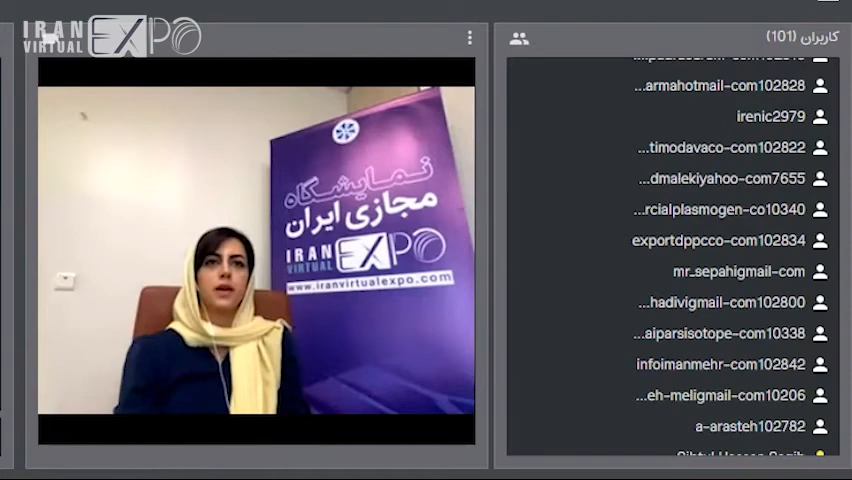 IRAN EXPO
VIRTUAL
نمایشگاه
مجازی ایران
IRAN EXPO
VIRTUAL
www.iranvirtualexpo.com
کاربران (101)
...armahotmail-com102828
irenic2979
...timodavaco-com102822
...dmalekiyahoo-com7655
...rcialplasmogen-co10340
exportdppcco-com102834
mr_sepahigmail-com
...hadivigmail-com102800
...aiparsisotope-com10338
infoimanmehr-com102842
...eh-meligmail-com10206
a-arasteh102782